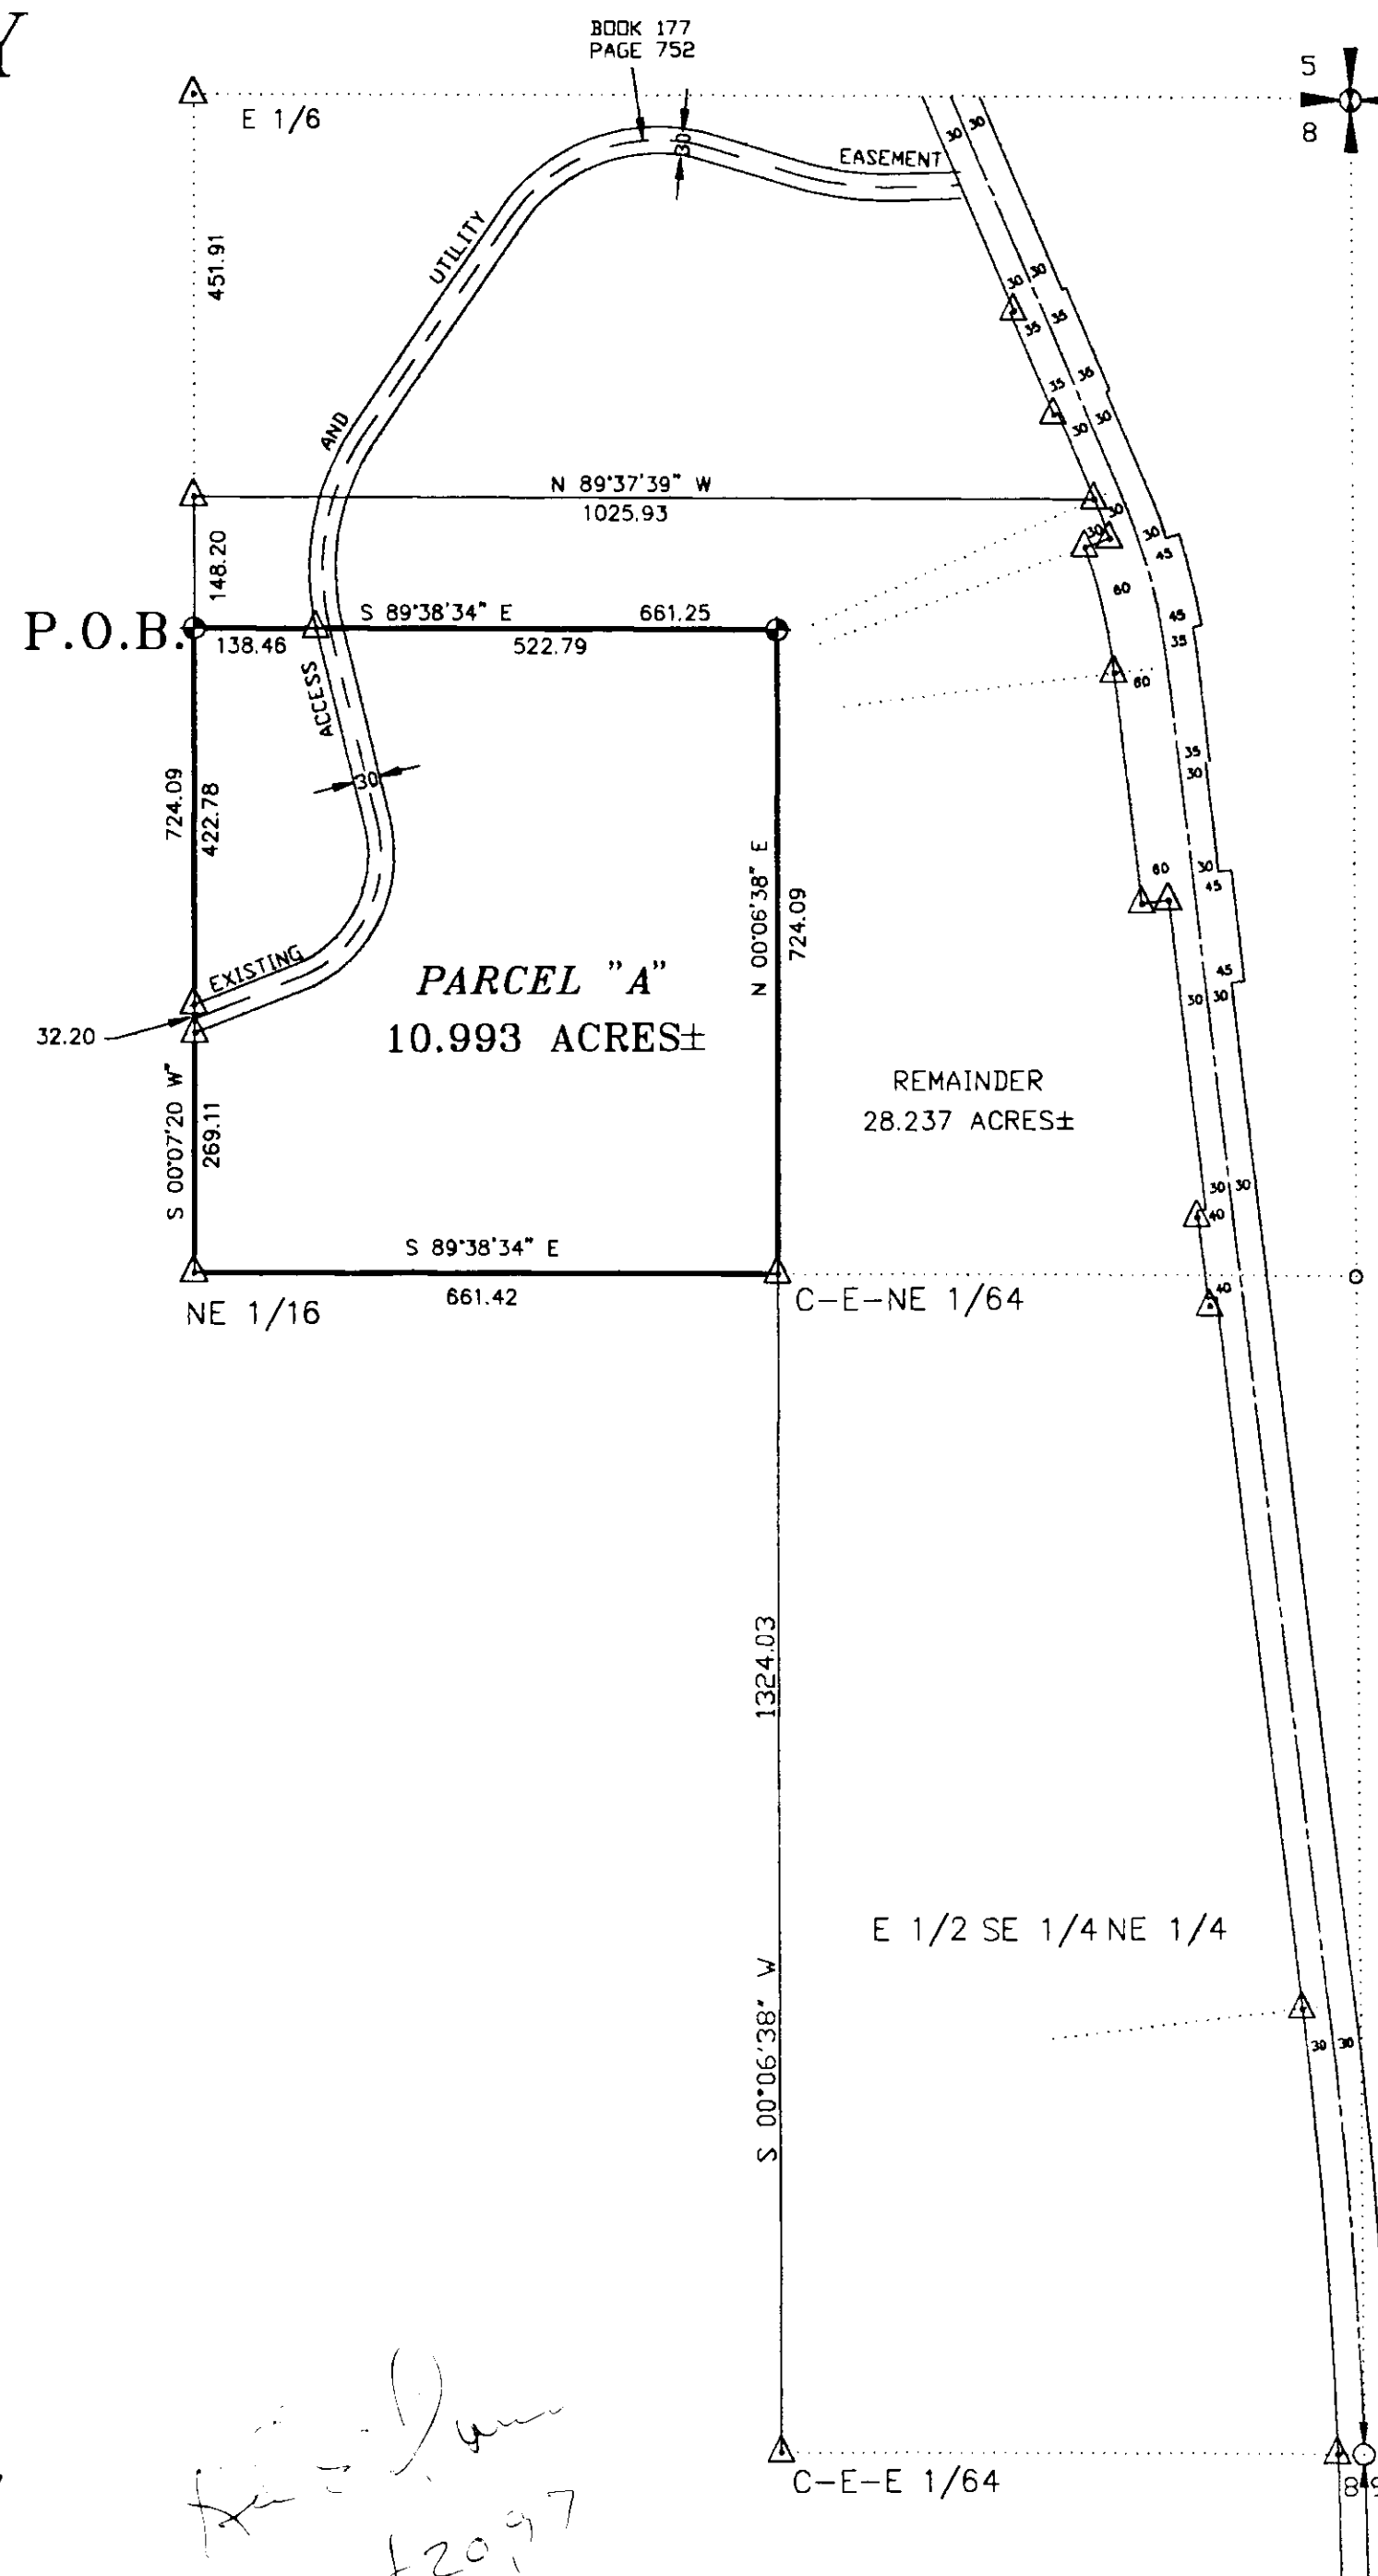 Y
BOOK 177
PAGE 752
5
8
E 1/6
30
EASEMENT
30 30
UTILITY
451.91
30 30
35 35
AND
35 36
30 30
N 89°37'39" W
1025.93
30 30
30
45
148.20
60
S 89°38'34" E 661.25
45
35
P.O.B.
138.46 522.79
ACCESS
60
724.09
422.78
30
35
30
N 00°06'38" E
724.09
60 30
45
EXISTING
PARCEL "A"
10.993 ACRES±
45
30 30
32.20
S 00°07'20 W"
269.11
REMAINDER
28.237 ACRES±
30 30
40
S 89°38'34" E
661.42
40
NE 1/16
C-E-NE 1/64
1324.03
E 1/2 SE 1/4 NE 1/4
S 00°06'38" W
30 30
C-E-E 1/64
8 9